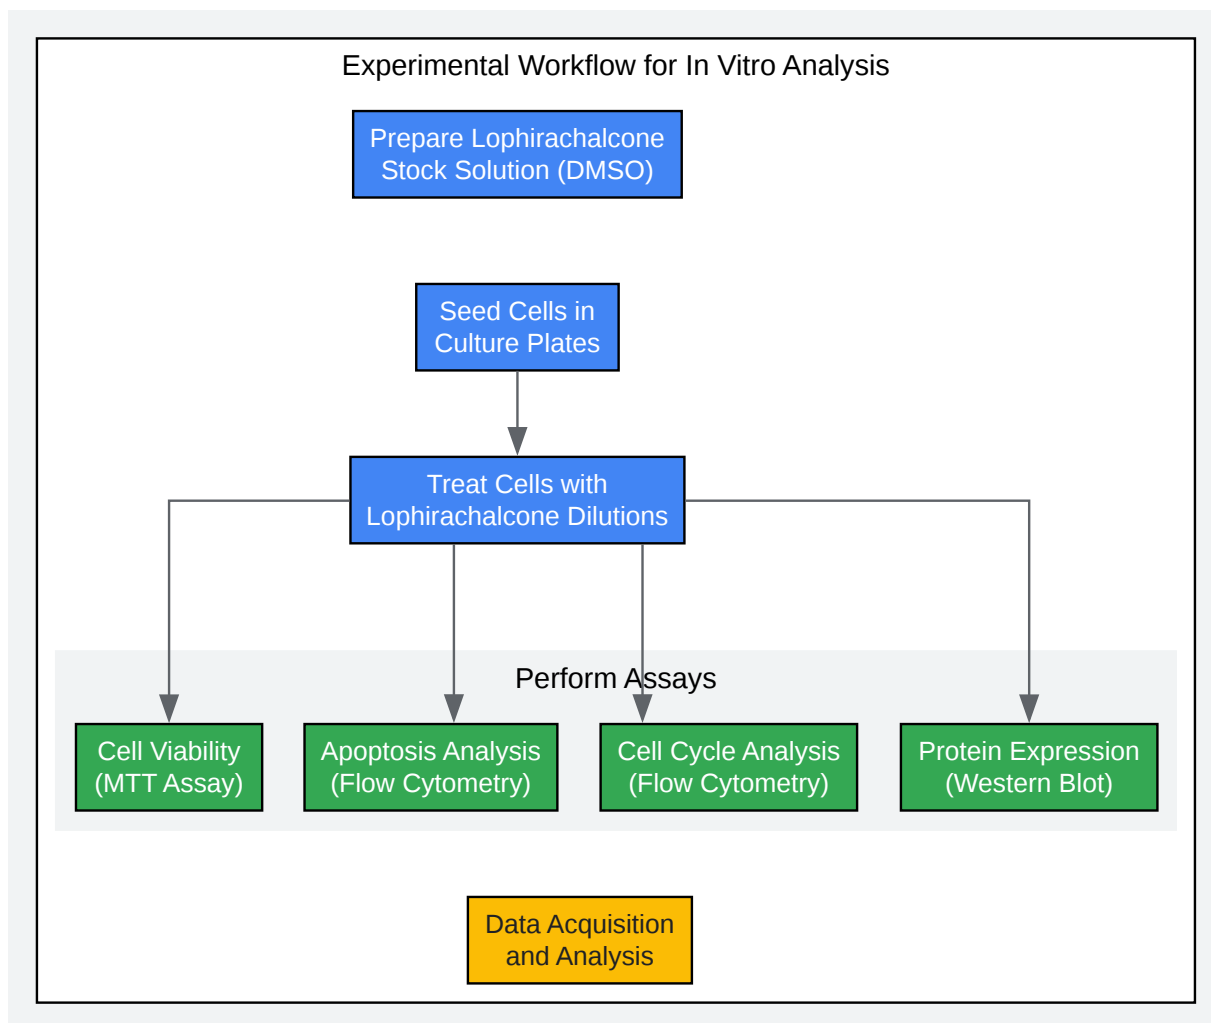 Experimental Workflow for In Vitro Analysis
Prepare Lophirachalcone
Stock Solution (DMSO)
Seed Cells in
Culture Plates
Treat Cells with
Lophirachalcone Dilutions
Perform Assays
Cell Viability
(MTT Assay)
Apoptosis Analysis
(Flow Cytometry)
Cell Cycle Analysis
(Flow Cytometry)
Protein Expression
(Western Blot)
Data Acquisition
and Analysis